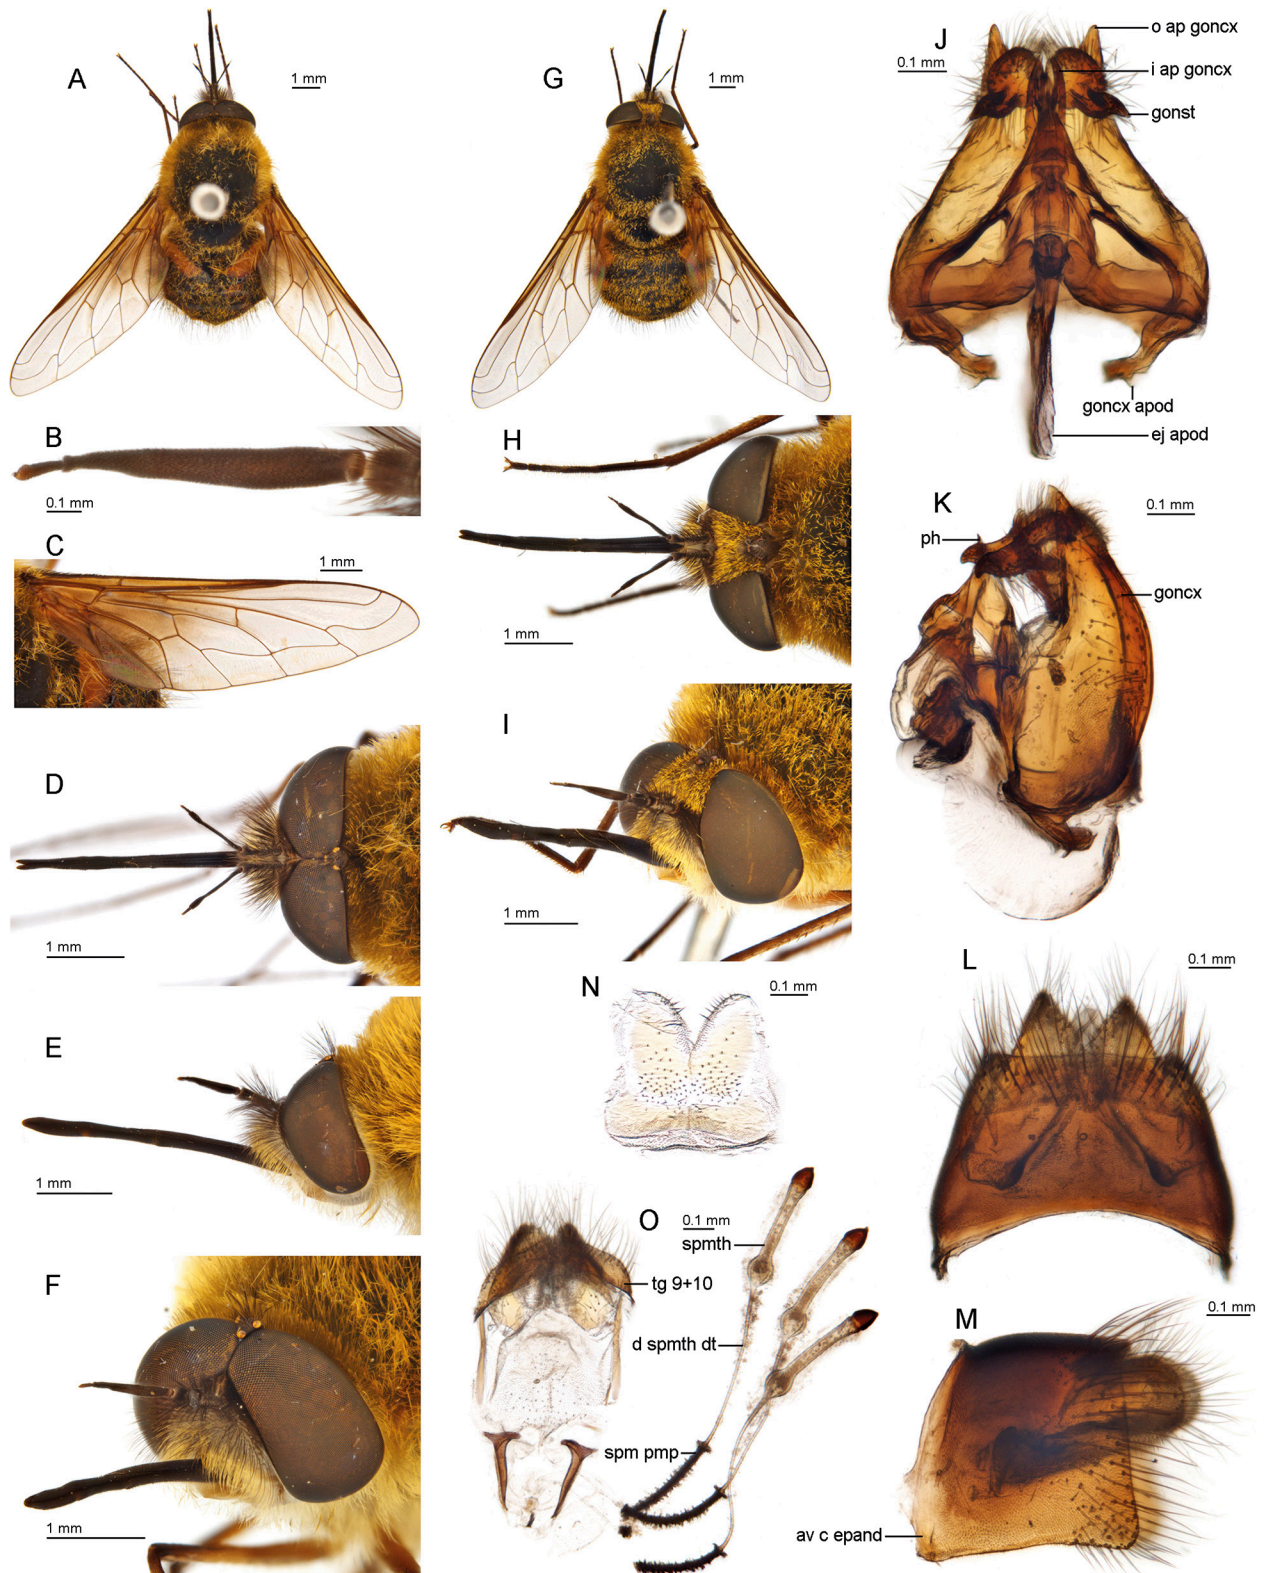 A
1 mm
B
0.1 mm
C
1 mm
D
1 mm
E
1 mm
F
1 mm
G
1 mm
H
1 mm
I
1 mm
J
0.1 mm
o ap goncx
i ap goncx
gonst
goncx apod
ej apod
K
0.1 mm
ph
goncx
L
0.1 mm
M
0.1 mm
av c epand
N
0.1 mm
O
0.1 mm
spmth
tg 9+10
d spmth dt
spm pmp